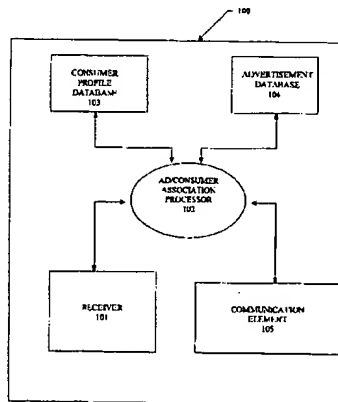 100
CONSUMER
PROFILE
DATABASE
103
ADVERTISEMENT
DATABASE
104
AD/CONSUMER
ASSOCIATION
PROCESSOR
102
RECEIVER
101
COMMUNICATION
ELEMENT
105